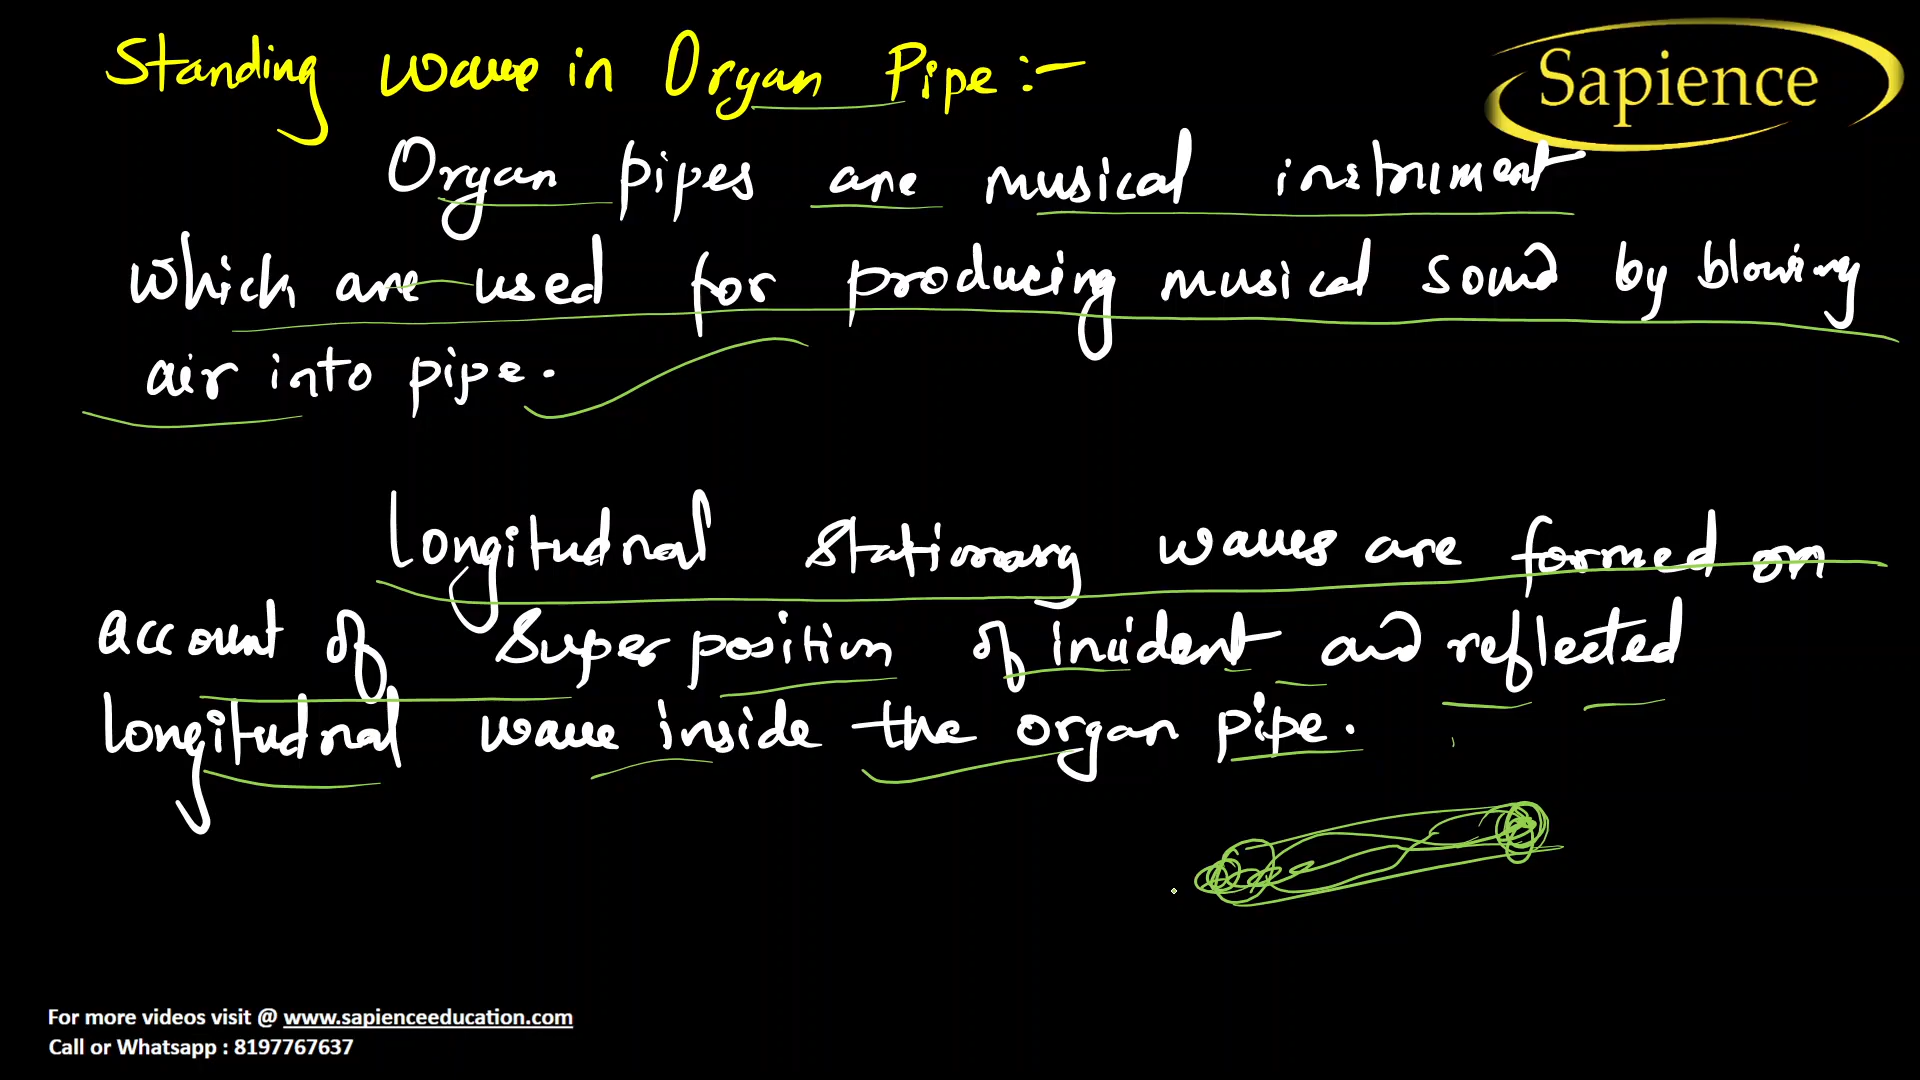 Standing wave in Organ Pipe:-
Sapience
Organ pipes are musical instrument
which are used for producing musical sound by blowing
air into pipe.
Longitudnal stationary waves are formed on
account of superposition of incident and reflected
longitudnal wave inside the organ pipe.
For more videos visit @ www.sapienceeducation.com
Call or Whatsapp : 8197767637